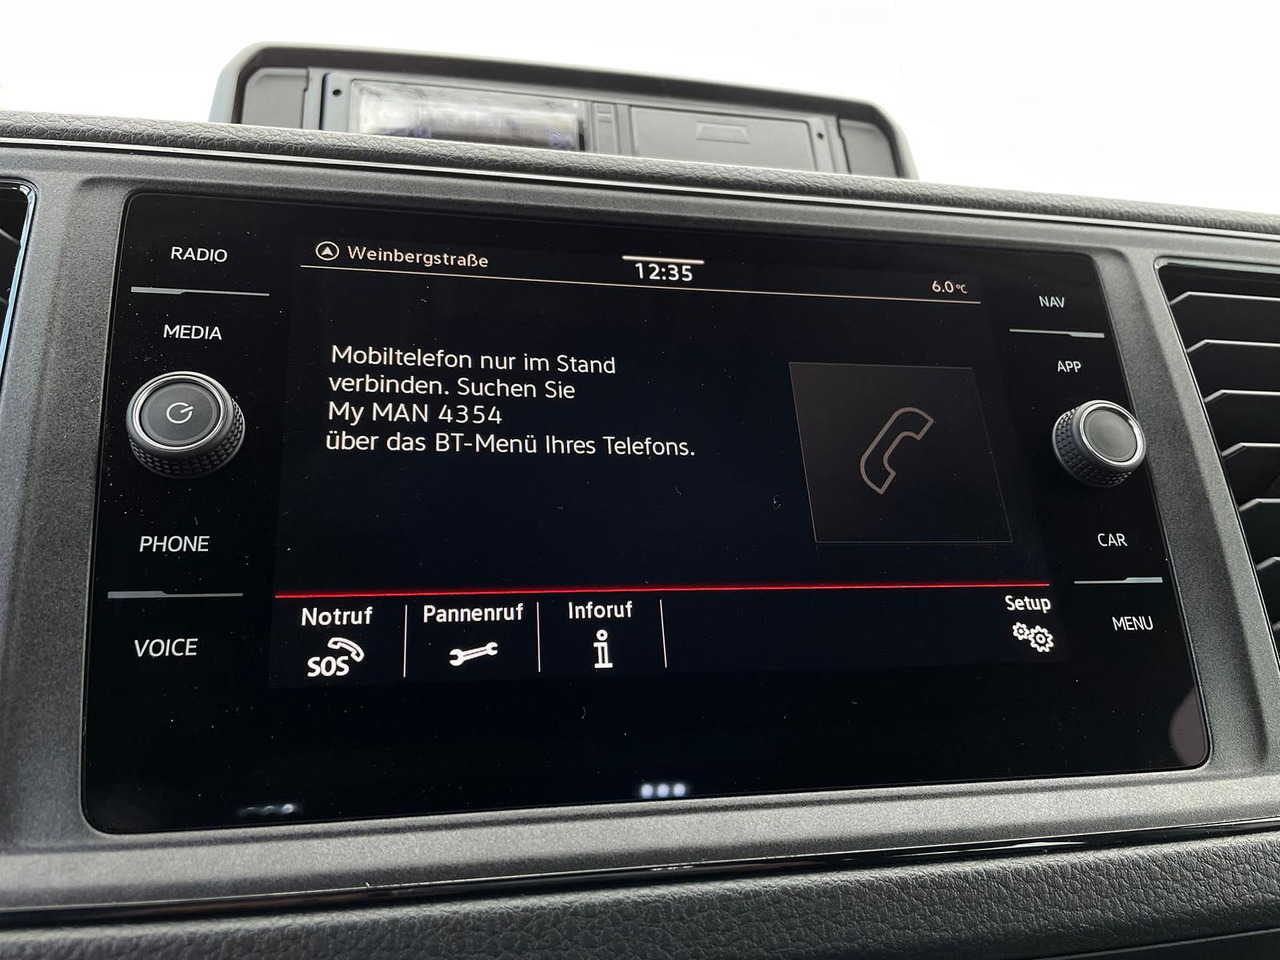 RADIO
MEDIA
PHONE
VOICE
Weinbergstraße
12:35
6.0°C
Mobiltelefon nur im Stand
verbinden. Suchen Sie
My MAN 4354
über das BT-Menü Ihres Telefons.
Notruf
SOS
Pannenruf
Inforuf
Setup
NAV
APP
CAR
MENU